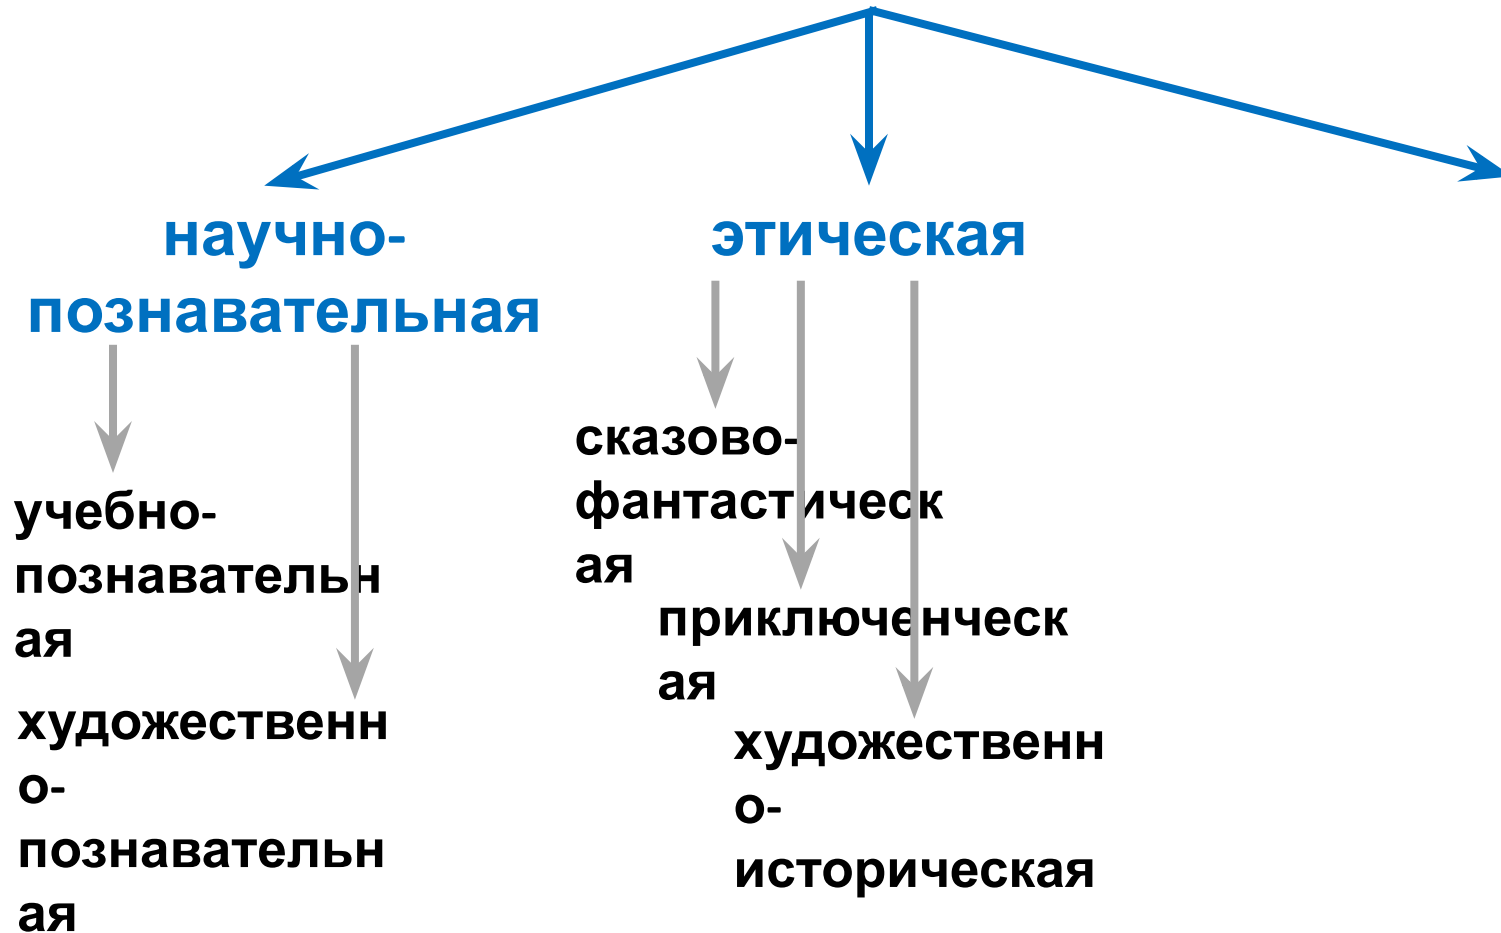 научно-
познавательная
этическая
учебно-
познавательн
ая
художественн
о-
познавательн
ая
сказово-
фантастическ
ая
приключенческ
ая
художественн
о-
историческая